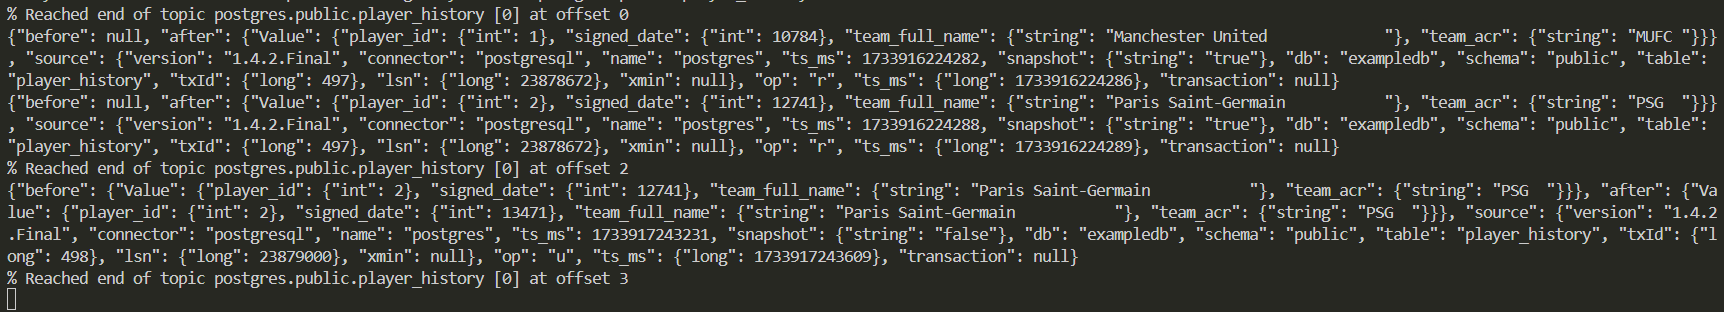 % Reached end of topic postgres.public.player_history [0] at offset 0
{"before": null, "after": {"Value": {"player_id": {"int": 1}, "signed_date": {"int": 10784}, "team_full_name": {"string": "Manchester United             "}, "team_acr": {"string": "MUFC "}}}
, "source": {"version": "1.4.2.Final", "connector": "postgresql", "name": "postgres", "ts_ms": 1733916224282, "snapshot": {"string": "true"}, "db": "exampledb", "schema": "public", "table":
"player_history", "txId": {"long": 497}, "lsn": {"long": 23878672}, "xmin": null}, "op": "r", "ts_ms": {"long": 1733916224286}, "transaction": null}
{"before": null, "after": {"Value": {"player_id": {"int": 2}, "signed_date": {"int": 12741}, "team_full_name": {"string": "Paris Saint-Germain           "}, "team_acr": {"string": "PSG  "}}}
, "source": {"version": "1.4.2.Final", "connector": "postgresql", "name": "postgres", "ts_ms": 1733916224288, "snapshot": {"string": "true"}, "db": "exampledb", "schema": "public", "table":
"player_history", "txId": {"long": 497}, "lsn": {"long": 23878672}, "xmin": null}, "op": "r", "ts_ms": {"long": 1733916224289}, "transaction": null}
% Reached end of topic postgres.public.player_history [0] at offset 2
{"before": {"Value": {"player_id": {"int": 2}, "signed_date": {"int": 12741}, "team_full_name": {"string": "Paris Saint-Germain           "}, "team_acr": {"string": "PSG  "}}}, "after": {"Va
lue": {"player_id": {"int": 2}, "signed_date": {"int": 13471}, "team_full_name": {"string": "Paris Saint-Germain           "}, "team_acr": {"string": "PSG  "}}}, "source": {"version": "1.4.2
.Final", "connector": "postgresql", "name": "postgres", "ts_ms": 1733917243231, "snapshot": {"string": "false"}, "db": "exampledb", "schema": "public", "table": "player_history", "txId": {"l
ong": 498}, "lsn": {"long": 23879000}, "xmin": null}, "op": "u", "ts_ms": {"long": 1733917243609}, "transaction": null}
% Reached end of topic postgres.public.player_history [0] at offset 3